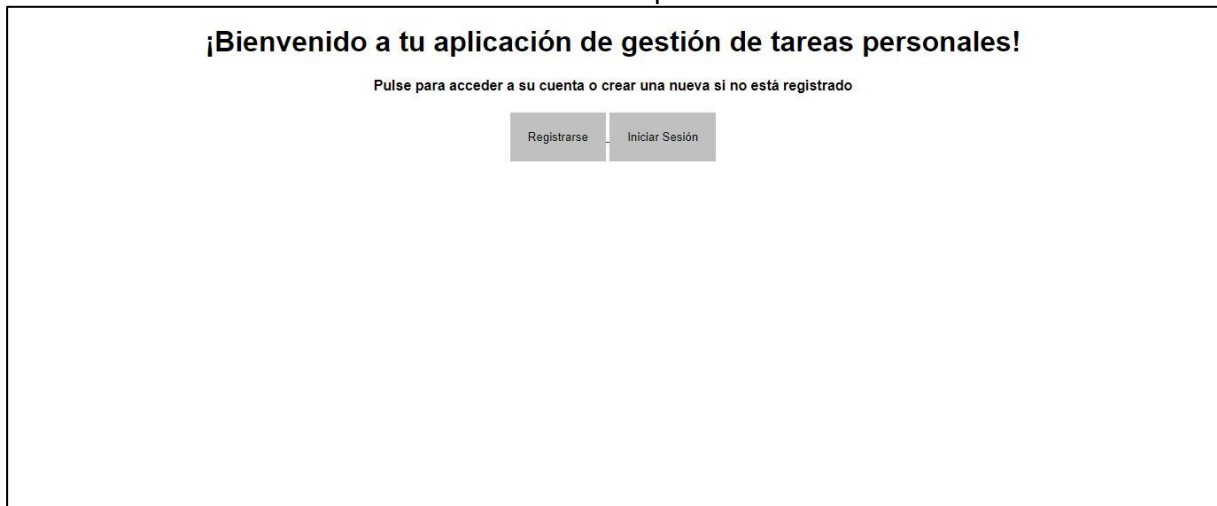 ¡Bienvenido a tu aplicación de gestión de tareas personales!
Pulse para acceder a su cuenta o crear una nueva si no está registrado
Registrarse Iniciar Sesión